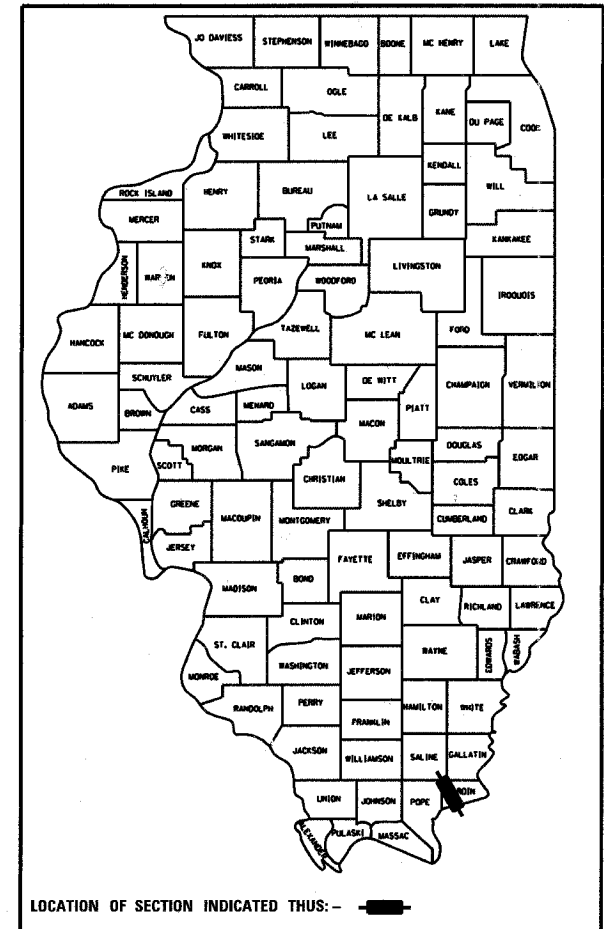 JO DAVIESS STEPHENSON WINNEBAGO BOONE MC HENRY LAKE
CARROLL OGLE DE KALB KANE DU PAGE COOK
WHITESIDE LEE KENDALL WILL
ROCK ISLAND HENRY BUREAU LA SALLE GRUNDY
MERCER PUTNAM KANKAKEE
STARK MARSHALL
HENDERSON KNOX PEORIA WOODFORD LIVINGSTON IROQUOIS
HANCOCK MC DONOUGH FULTON TAZEWELL MC LEAN FORD
SCHUYLER MASON LOGAN DE WITT CHAMPAIGN VERMILION
ADAMS BROWN CASS MENARD MACON PIATT
MORGAN SANGAMON DOUGLAS
PIKE SCOTT CHRISTIAN MOULTRIE COLES EDGAR
CALHOUN GREENE MACOUPIN MONTGOMERY SHELBY CUMBERLAND CLARK
JERSEY FAYETTE EFFINGHAM JASPER CRAWFORD
MADISON BOND CLAY RICHLAND LAWRENCE
CLINTON MARION
ST. CLAIR WAYNE EDWARDS WABASH
MONROE WASHINGTON JEFFERSON
RANDOLPH PERRY HAMILTON WHITE
FRANKLIN
JACKSON WILLIAMSON SALINE GALLATIN
UNION JOHNSON POPE
ALEXANDER PULASKI MASSAC
LOCATION OF SECTION INDICATED THUS: -